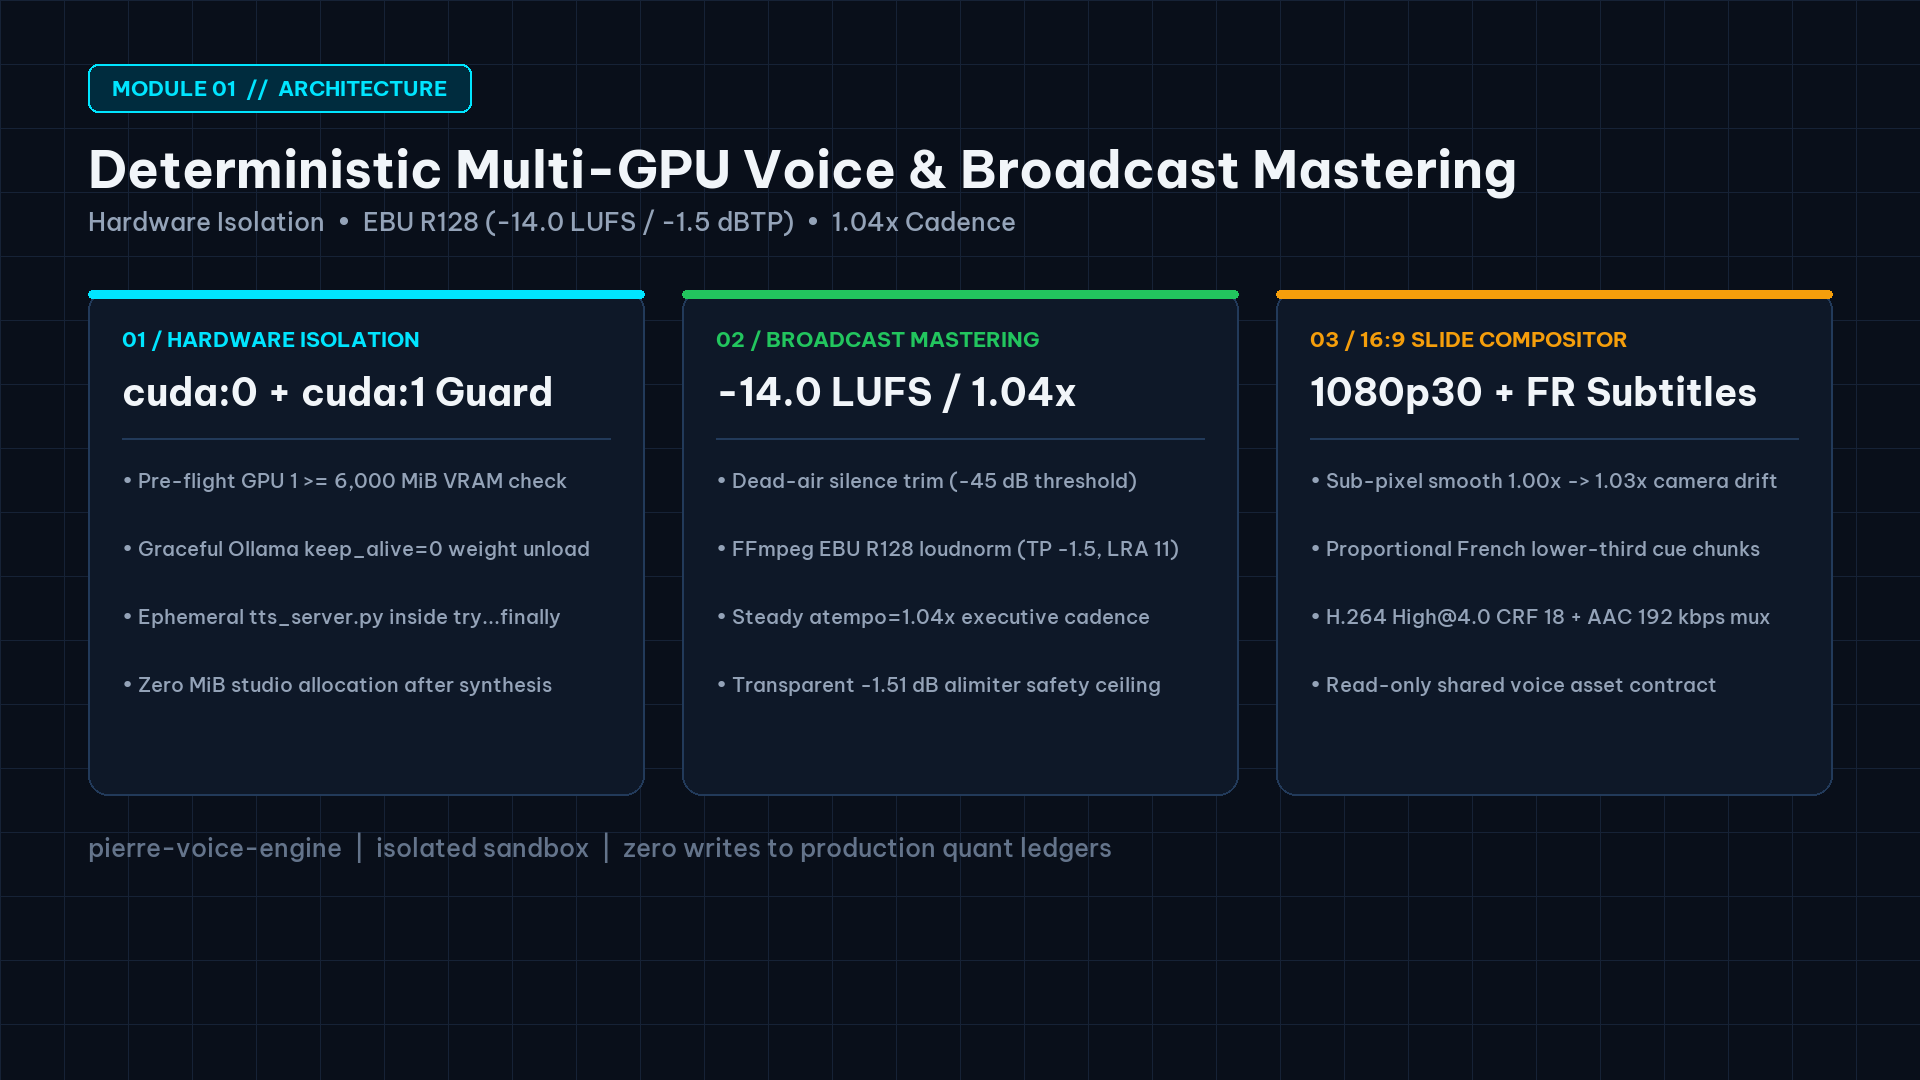 MODULE 01 // ARCHITECTURE
Deterministic Multi-GPU Voice & Broadcast Mastering
Hardware Isolation • EBU R128 (-14.0 LUFS / -1.5 dBTP) • 1.04x Cadence
01 / HARDWARE ISOLATION
cuda:0 + cuda:1 Guard
• Pre-flight GPU 1 >= 6,000 MiB VRAM check
• Graceful Ollama keep_alive=0 weight unload
• Ephemeral tts_server.py inside try...finally
• Zero MiB studio allocation after synthesis
02 / BROADCAST MASTERING
-14.0 LUFS / 1.04x
• Dead-air silence trim (-45 dB threshold)
• FFmpeg EBU R128 loudnorm (TP -1.5, LRA 11)
• Steady atempo=1.04x executive cadence
• Transparent -1.51 dB alimiter safety ceiling
03 / 16:9 SLIDE COMPOSITOR
1080p30 + FR Subtitles
• Sub-pixel smooth 1.00x -> 1.03x camera drift
• Proportional French lower-third cue chunks
• H.264 High@4.0 CRF 18 + AAC 192 kbps mux
• Read-only shared voice asset contract
pierre-voice-engine | isolated sandbox | zero writes to production quant ledgers